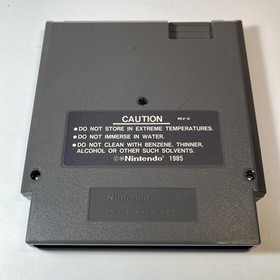 CAUTION REV-A
• DO NOT STORE IN EXTREME TEMPERATURES.
• DO NOT IMMERSE IN WATER.
• DO NOT CLEAN WITH BENZENE, THINNER,
ALCOHOL OR OTHER SUCH SOLVENTS.
©®Nintendo® 1985
Nintendo